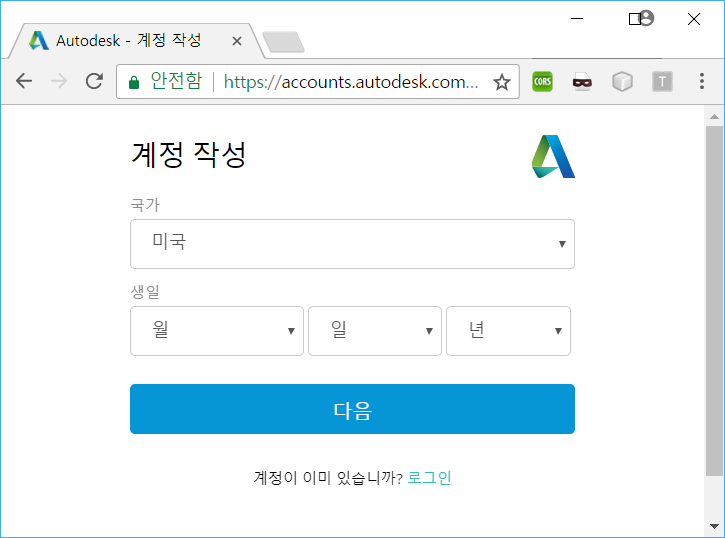 Autodesk - 계정 작성
안전함 https://accounts.autodesk.com...
CORS
T
계정 작성
국가
미국
생일
월 일 년
다음
계정이 이미 있습니까? 로그인